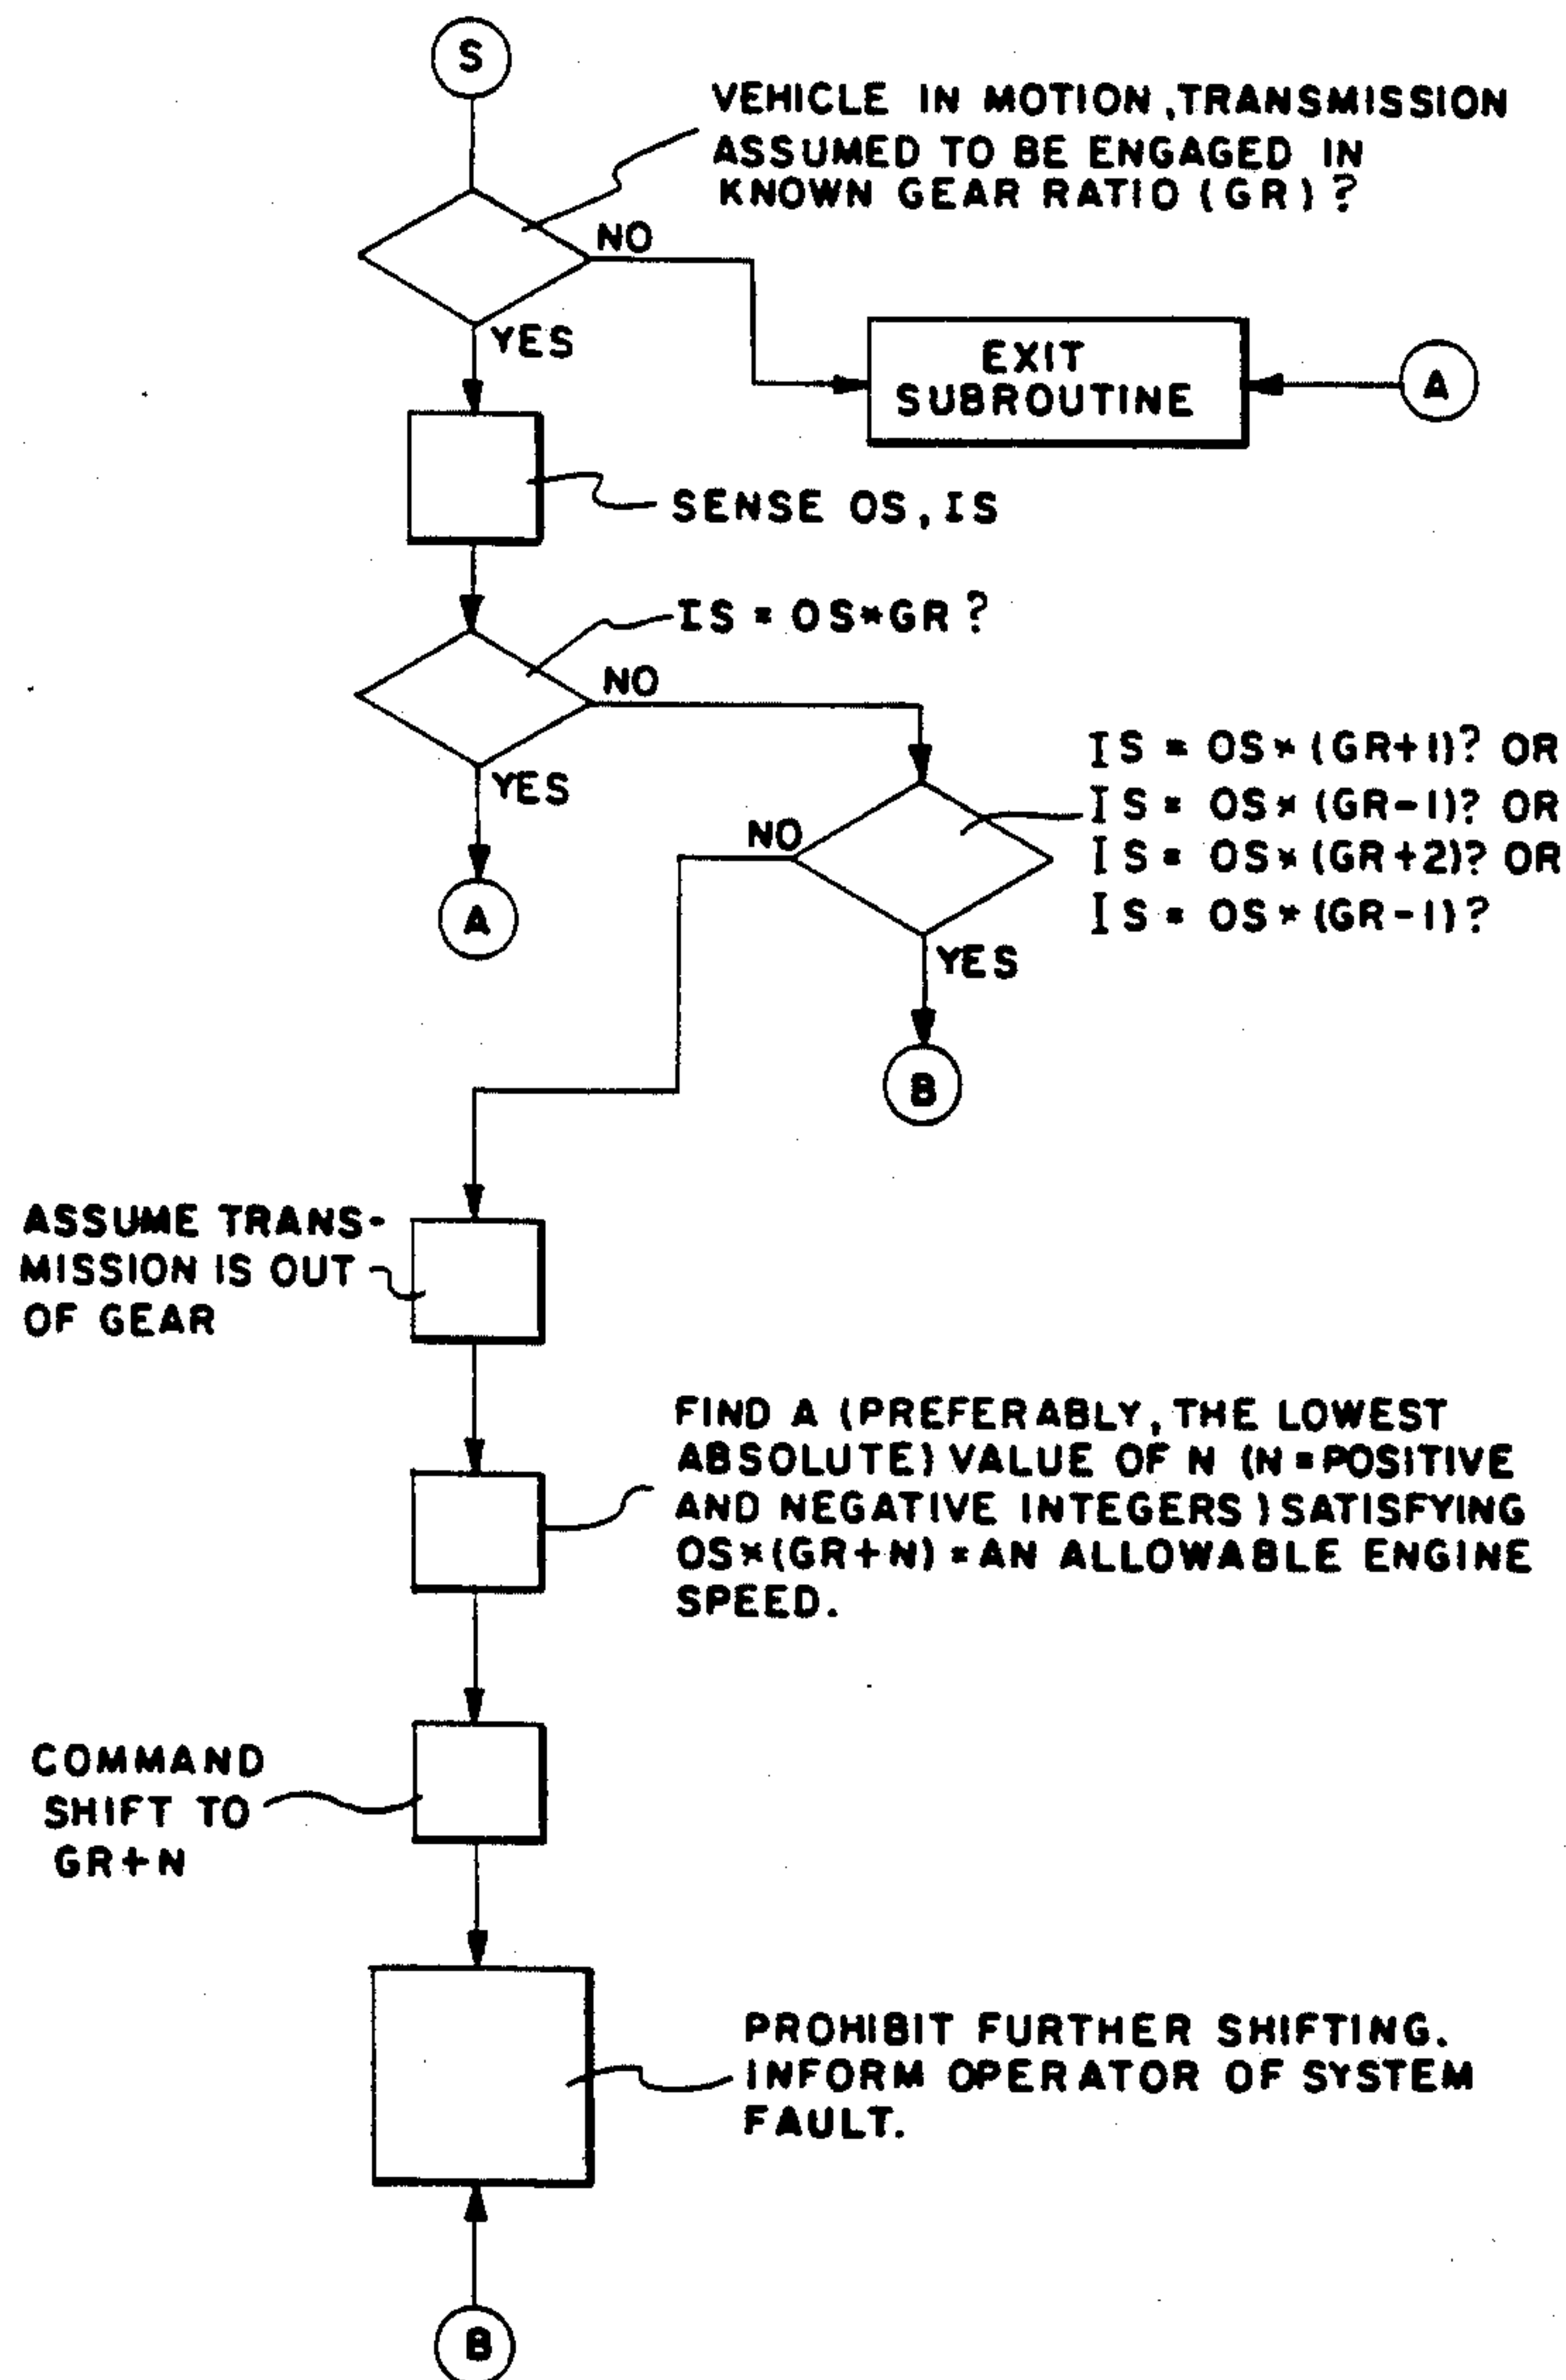 S
VEHICLE IN MOTION, TRANSMISSION
ASSUMED TO BE ENGAGED IN
KNOWN GEAR RATIO (GR)?
NO
YES
EXIT
SUBROUTINE
A
SENSE OS, IS
IS = OS*GR?
NO
YES
A
IS = OS*(GR+1)? OR
IS = OS*(GR-1)? OR
IS = OS*(GR+2)? OR
IS = OS*(GR-1)?
NO
YES
B
ASSUME TRANS-
MISSION IS OUT
OF GEAR
FIND A (PREFERABLY, THE LOWEST
ABSOLUTE) VALUE OF N (N = POSITIVE
AND NEGATIVE INTEGERS) SATISFYING
OS*(GR+N) = AN ALLOWABLE ENGINE
SPEED.
COMMAND
SHIFT TO
GR+N
PROHIBIT FURTHER SHIFTING.
INFORM OPERATOR OF SYSTEM
FAULT.
B